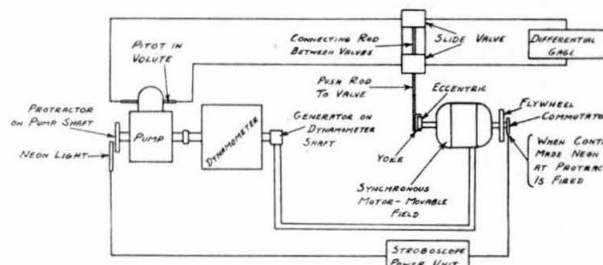 CONNECTING ROD
BETWEEN VALVES
SLIDE VALVE
DIFFERENTIAL
GAGE
PITOT IN
VOLUTE
PUSH ROD
TO VALVE
ECCENTRIC
FLYWHEEL
PROTRACTOR
ON PUMP SHAFT
GENERATOR ON
DYNAMOMETER
SHAFT
COMMUTATOR
PUMP
DYNAMOMETER
NEON LIGHT
YOKE
WHEN CONT
MADE NEON
AT PROTRAC
IS FIRED
SYNCHRONOUS
MOTOR-MOVABLE
FIELD
STROBOSCOPE
POWER UNIT